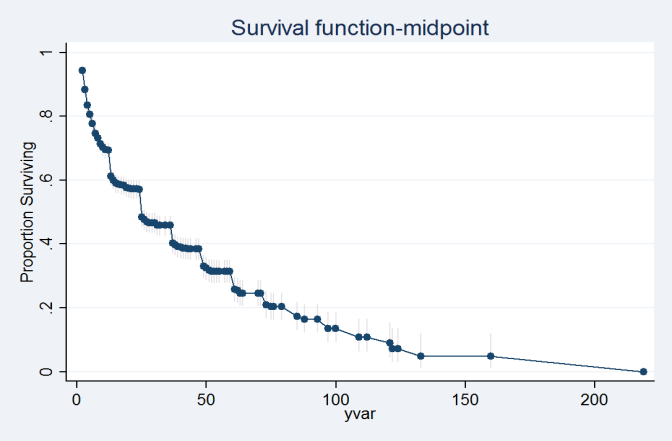 Survival function-midpoint
Proportion Surviving
1
.8
.6
.4
.2
0
0 50 100 150 200
yvar